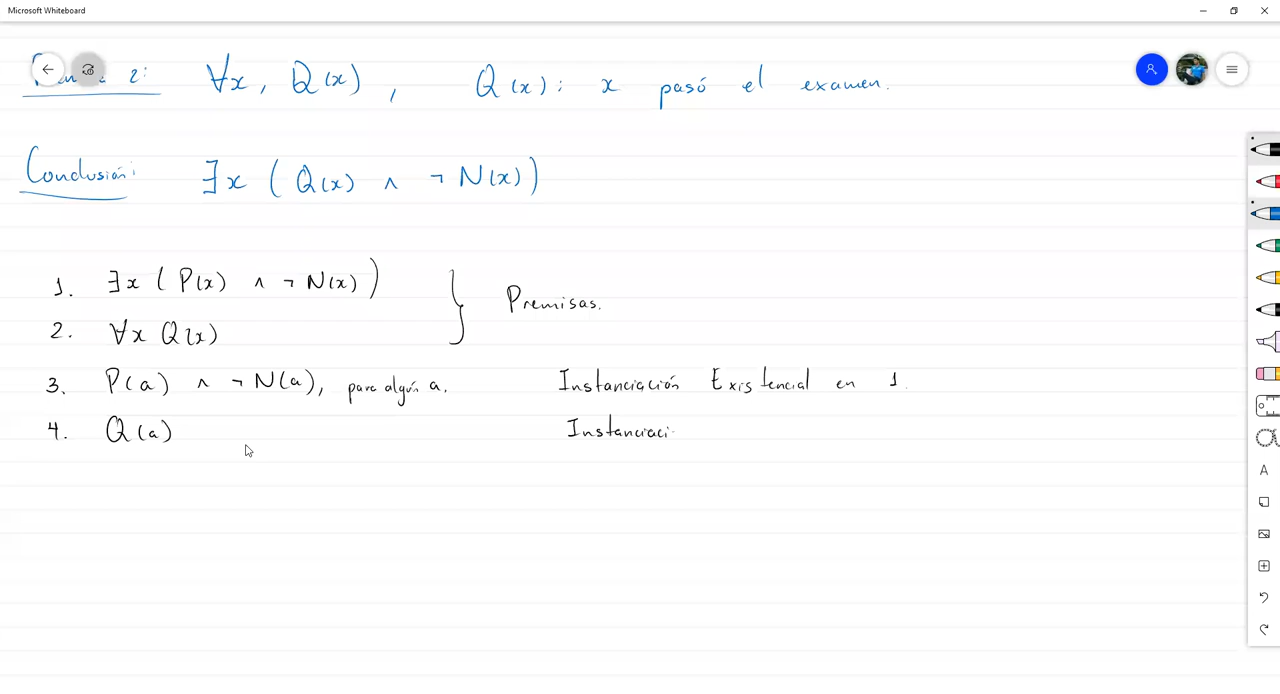 Microsoft Whiteboard
2: ∀x, Q(x), Q(x): x pasó el examen.
Conclusión: ∃x (Q(x) ∧ ¬N(x))
1. ∃x (P(x) ∧ ¬N(x)) } Premisas.
2. ∀x Q(x)
3. P(a) ∧ ¬N(a), para algún a. Instanciación Existencial en 1.
4. Q(a) Instanciaci
A